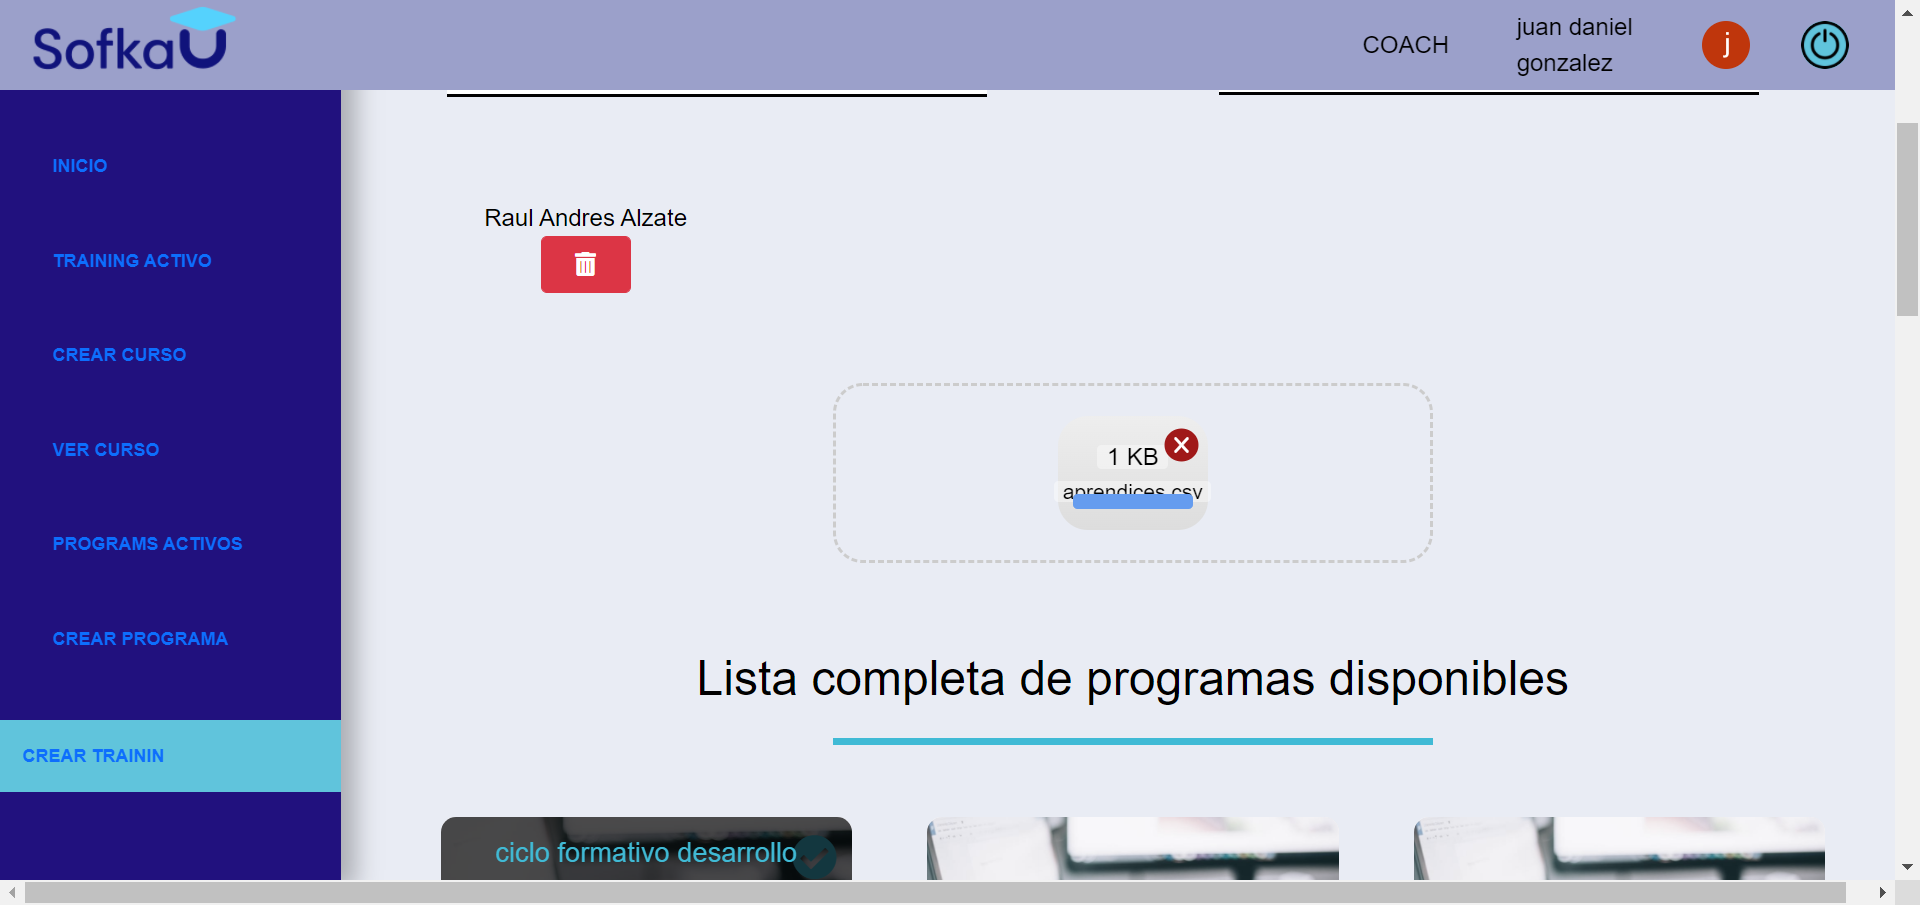 SofkaU
COACH
juan daniel
gonzalez
j
INICIO
TRAINING ACTIVO
CREAR CURSO
VER CURSO
PROGRAMS ACTIVOS
CREAR PROGRAMA
CREAR TRAININ
Raul Andres Alzate
1 KB
aprendices.csv
Lista completa de programas disponibles
ciclo formativo desarrollo